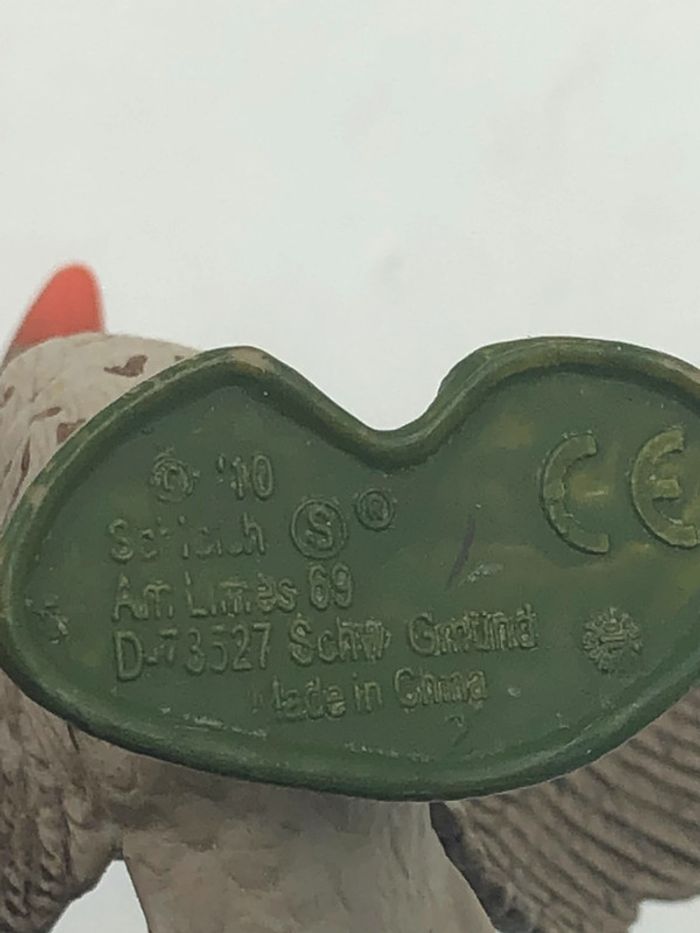 © '10
Schleich Ⓢ ®
Am Limes 69
D-73527 Schw. Gmünd
Made in China
CE